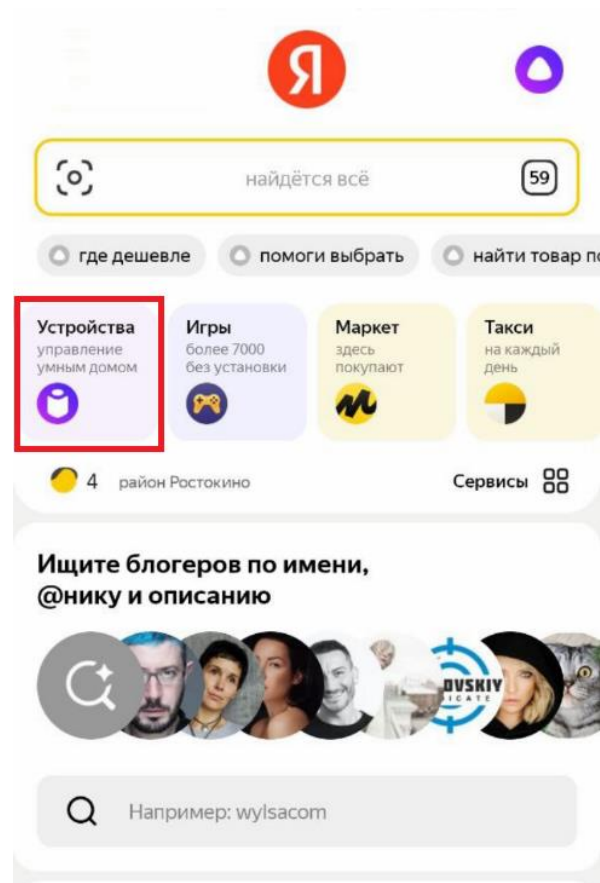 Я
найдётся всё
59
где дешевле
помоги выбрать
найти товар по
Устройства
управление
умным домом
Игры
более 7000
без установки
Маркет
здесь
покупают
Такси
на каждый
день
4
район Ростокино
Сервисы
Ищите блогеров по имени,
@нику и описанию
OVSKIY
ICATE
Например: wylsacom